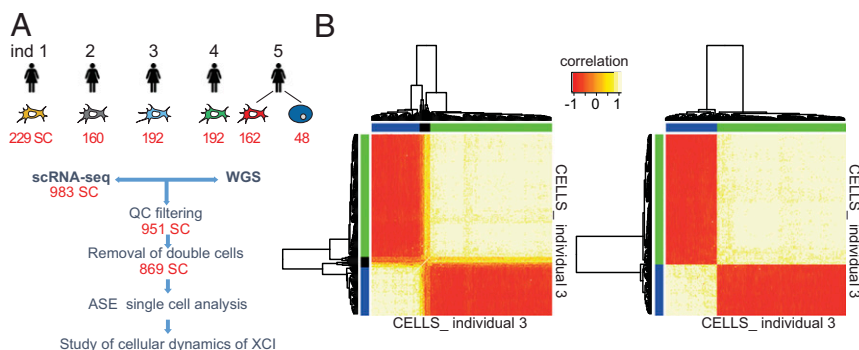 A
ind 1 2 3 4 5
229 SC 160 192 192 162 48
scRNA-seq WGS
983 SC
QC filtering
951 SC
Removal of double cells
869 SC
ASE single cell analysis
Study of cellular dynamics of XCI
B
correlation
-1 0 1
CELLS_ individual 3
CELLS_ individual 3
CELLS_ individual 3
CELLS_ individual 3